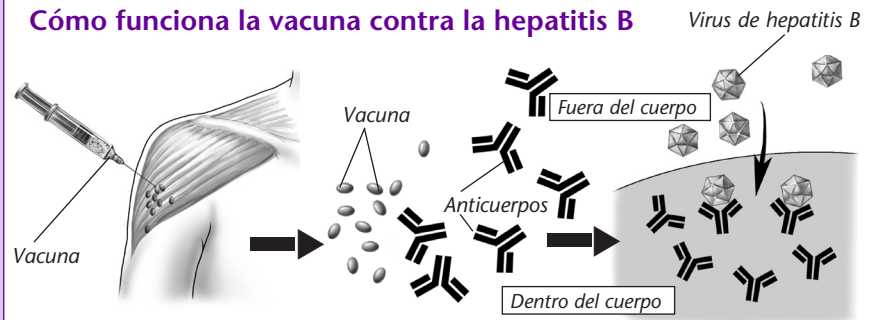 Cómo funciona la vacuna contra la hepatitis B
Virus de hepatitis B
Vacuna
Fuera del cuerpo
Anticuerpos
Vacuna
Dentro del cuerpo